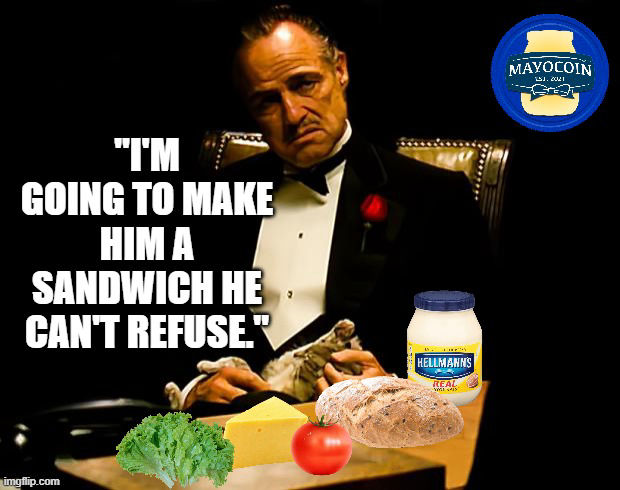 MAYOCOIN
EST. 2021
"I'M
GOING TO MAKE
HIM A
SANDWICH HE
CAN'T REFUSE."
HELLMANN'S
REAL
imgflip.com